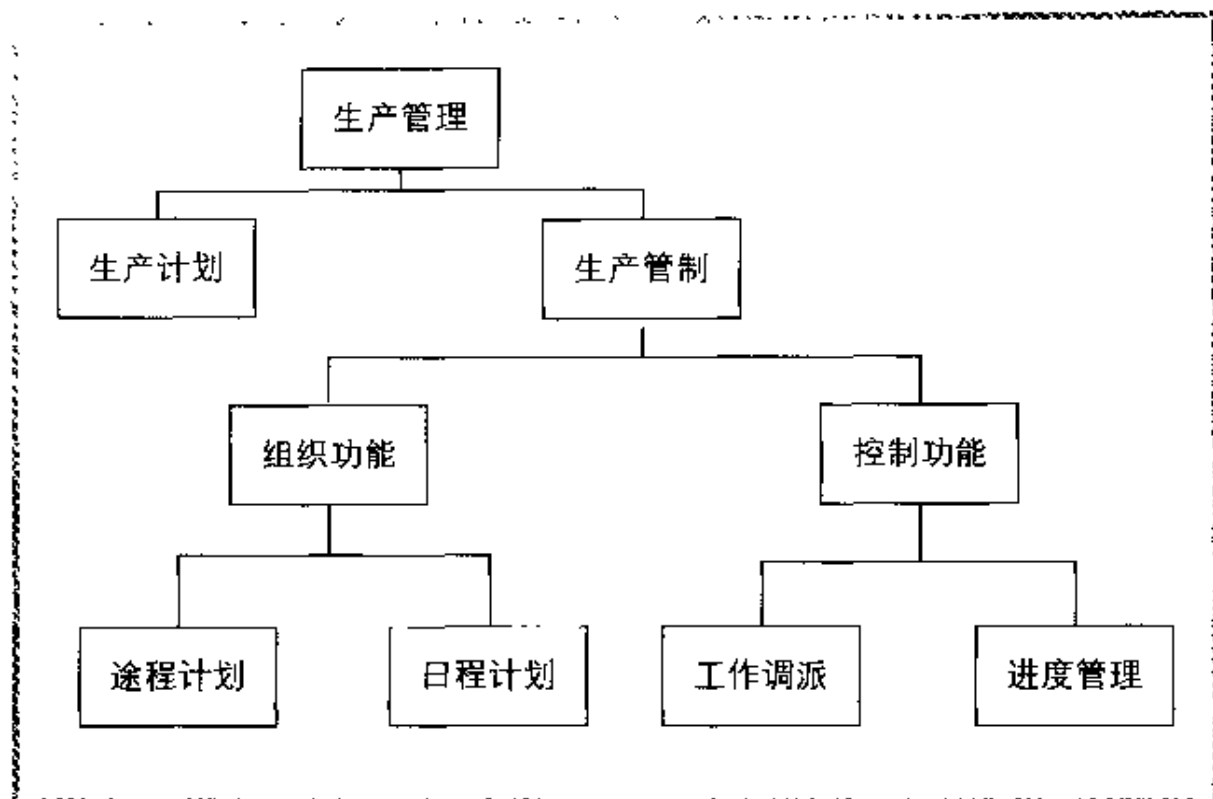 生产管理
生产计划
生产管制
组织功能
控制功能
途程计划
日程计划
工作调派
进度管理